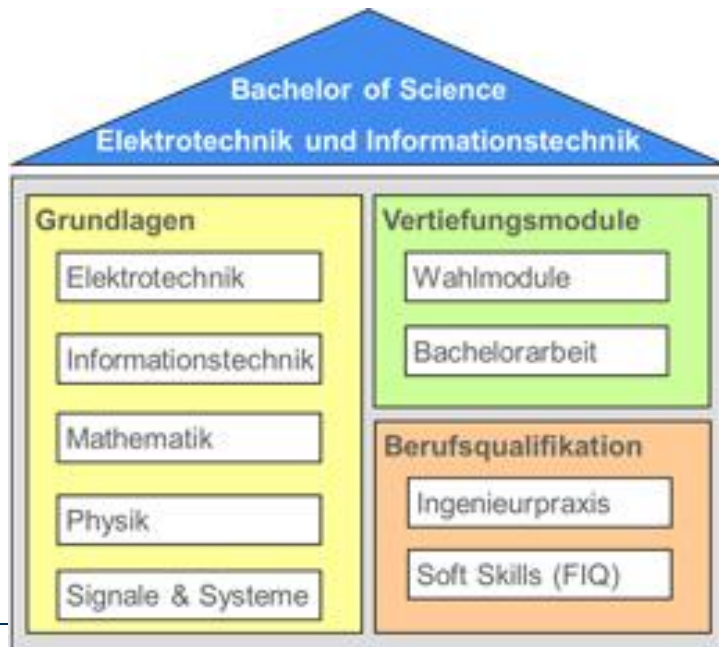 Bachelor of Science
Elektrotechnik und Informationstechnik
Grundlagen
Elektrotechnik
Informationstechnik
Mathematik
Physik
Signale & Systeme
Vertiefungsmodule
Wahlmodule
Bachelorarbeit
Berufsqualifikation
Ingenieurpraxis
Soft Skills (FIQ)